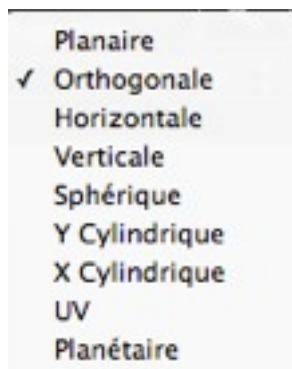 Planaire
✓ Orthogonale
Horizontale
Verticale
Sphérique
Y Cylindrique
X Cylindrique
UV
Planétaire